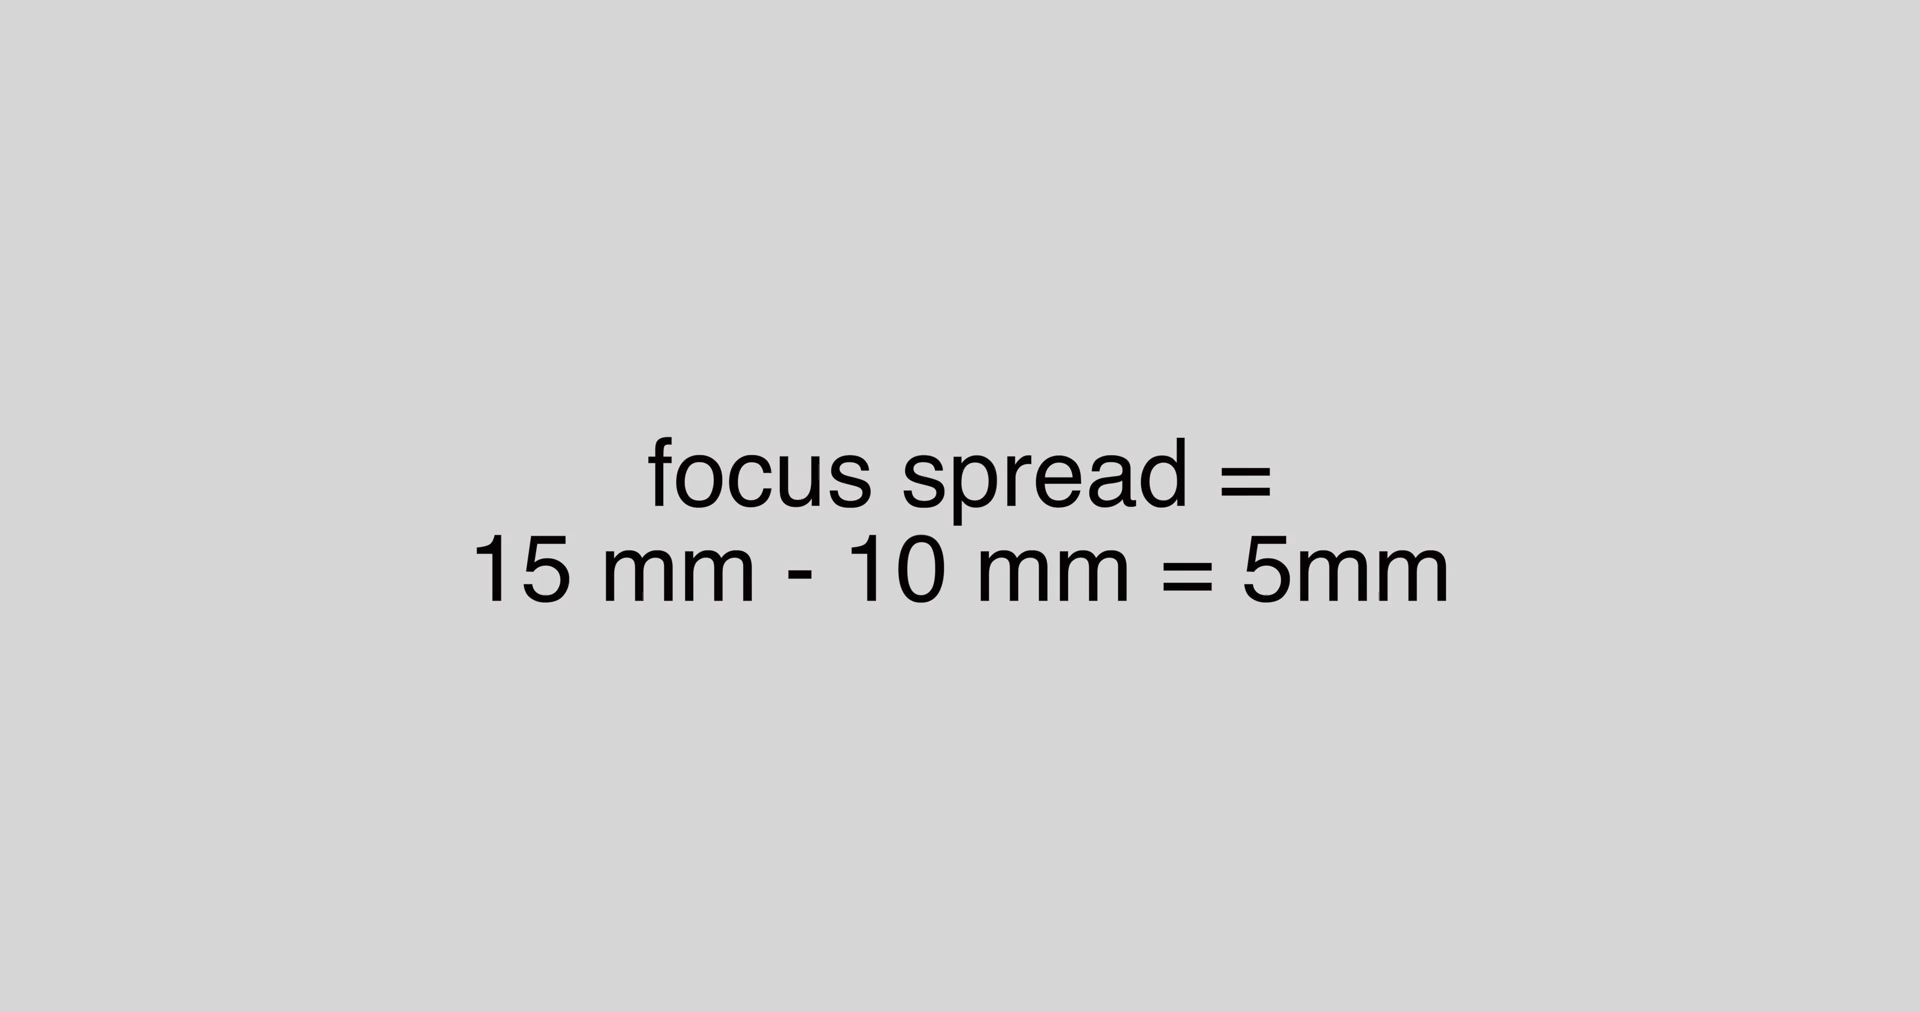 focus spread =
15 mm - 10 mm = 5mm